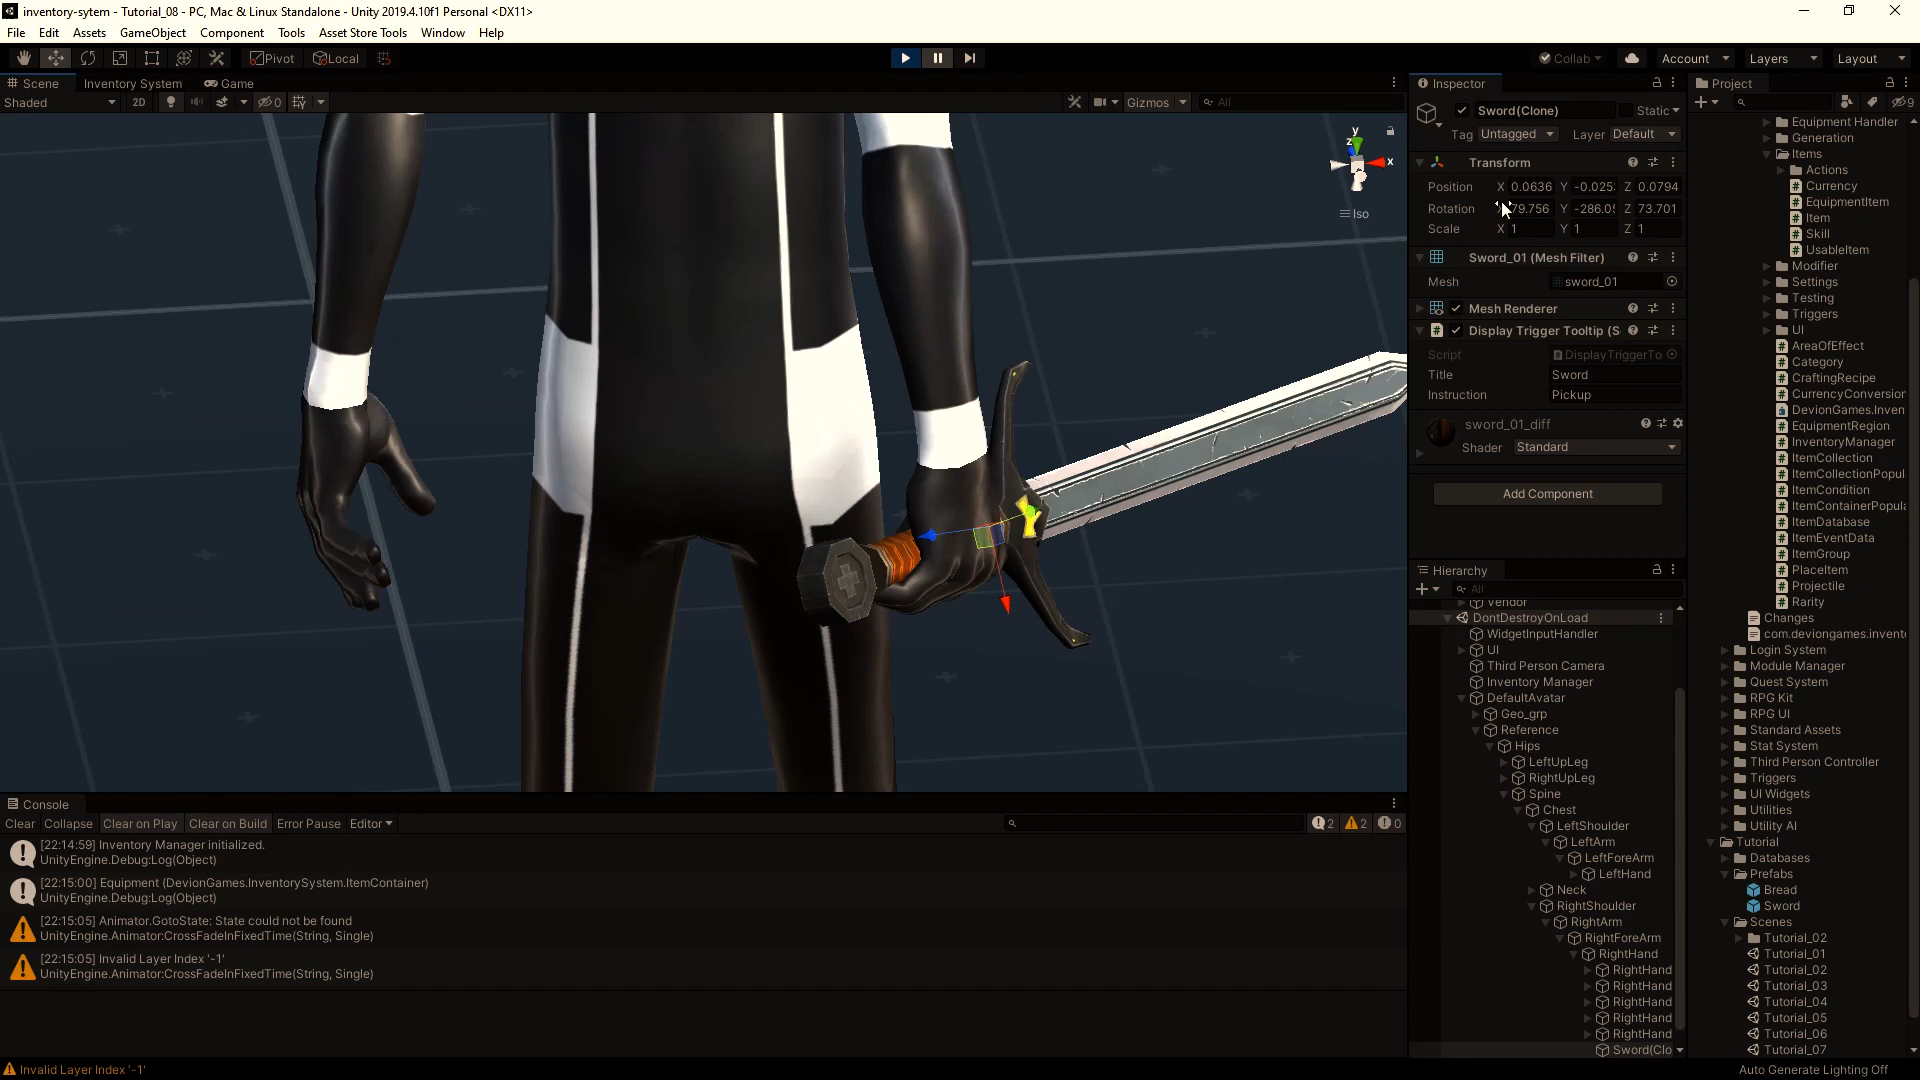 inventory-sytem - Tutorial_08 - PC, Mac & Linux Standalone - Unity 2019.4.10f1 Personal <DX11>
File Edit Assets GameObject Component Tools Asset Store Tools Window Help
Pivot Local Collab Account Layers Layout
Scene Inventory System Game
Shaded 2D 0 Gizmos All
y
z
x
Iso
Inspector
Sword(Clone) Static
Tag Untagged Layer Default
Transform
Position X 0.0636 Y -0.025 Z 0.0794
Rotation 79.756 Y -286.05 Z 73.701
Scale X 1 Y 1 Z 1
Sword_01 (Mesh Filter)
Mesh sword_01
Mesh Renderer
Display Trigger Tooltip (S
Script DisplayTriggerTo
Title Sword
Instruction Pickup
sword_01_diff
Shader Standard
Add Component
Hierarchy
All
Vendor
DontDestroyOnLoad
WidgetInputHandler
UI
Third Person Camera
Inventory Manager
DefaultAvatar
Geo_grp
Reference
Hips
LeftUpLeg
RightUpLeg
Spine
Chest
LeftShoulder
LeftArm
LeftForeArm
LeftHand
Neck
RightShoulder
RightArm
RightForeArm
RightHand
RightHand
RightHand
RightHand
RightHand
RightHand
Sword(Clo
Project
9
Equipment Handler
Generation
Items
Actions
Currency
EquipmentItem
Item
Skill
UsableItem
Modifier
Settings
Testing
Triggers
UI
AreaOfEffect
Category
CraftingRecipe
CurrencyConversion
DevionGames.Inven
EquipmentRegion
InventoryManager
ItemCollection
ItemCollectionPopul
ItemCondition
ItemContainerPopula
ItemDatabase
ItemEventData
ItemGroup
PlaceItem
Projectile
Rarity
Changes
com.deviongames.invento
Login System
Module Manager
Quest System
RPG Kit
RPG UI
Standard Assets
Stat System
Third Person Controller
Triggers
UI Widgets
Utilities
Utility AI
Tutorial
Databases
Prefabs
Bread
Sword
Scenes
Tutorial_02
Tutorial_01
Tutorial_02
Tutorial_03
Tutorial_04
Tutorial_05
Tutorial_06
Tutorial_07
Console
Clear Collapse Clear on Play Clear on Build Error Pause Editor 2 2 0
[22:14:59] Inventory Manager initialized.
UnityEngine.Debug:Log(Object)
[22:15:00] Equipment (DevionGames.InventorySystem.ItemContainer)
UnityEngine.Debug:Log(Object)
[22:15:05] Animator.GotoState: State could not be found
UnityEngine.Animator:CrossFadeInFixedTime(String, Single)
[22:15:05] Invalid Layer Index '-1'
UnityEngine.Animator:CrossFadeInFixedTime(String, Single)
Invalid Layer Index '-1'
Auto Generate Lighting Off